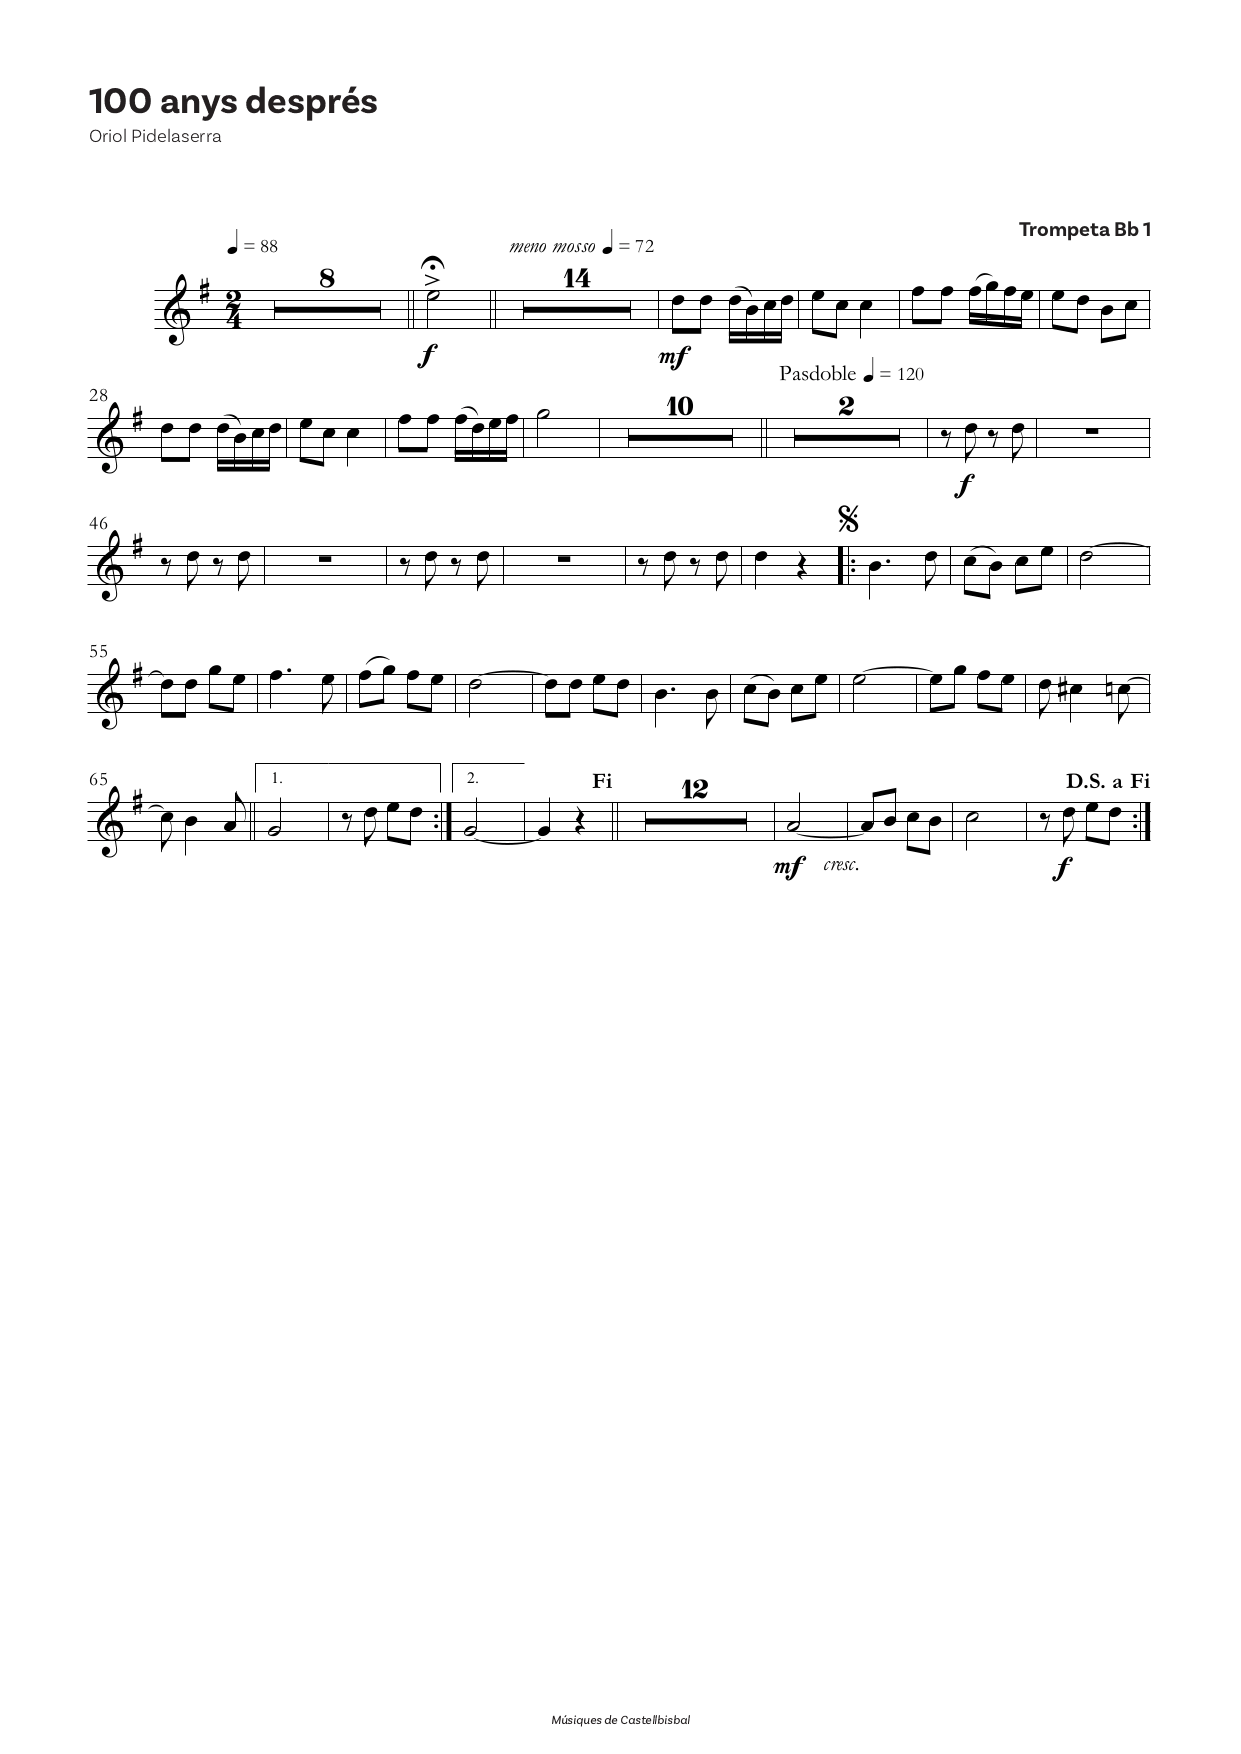 100 anys després
Oriol Pidelaserra
Trompeta Bb 1
= 88
meno mosso = 72
8
14
2
4
f
mf
Pasdoble = 120
28
10
2
f
46
55
65
1.
2.
Fi
12
D.S. a Fi
mf cresc.
f
Músiques de Castellbisbal